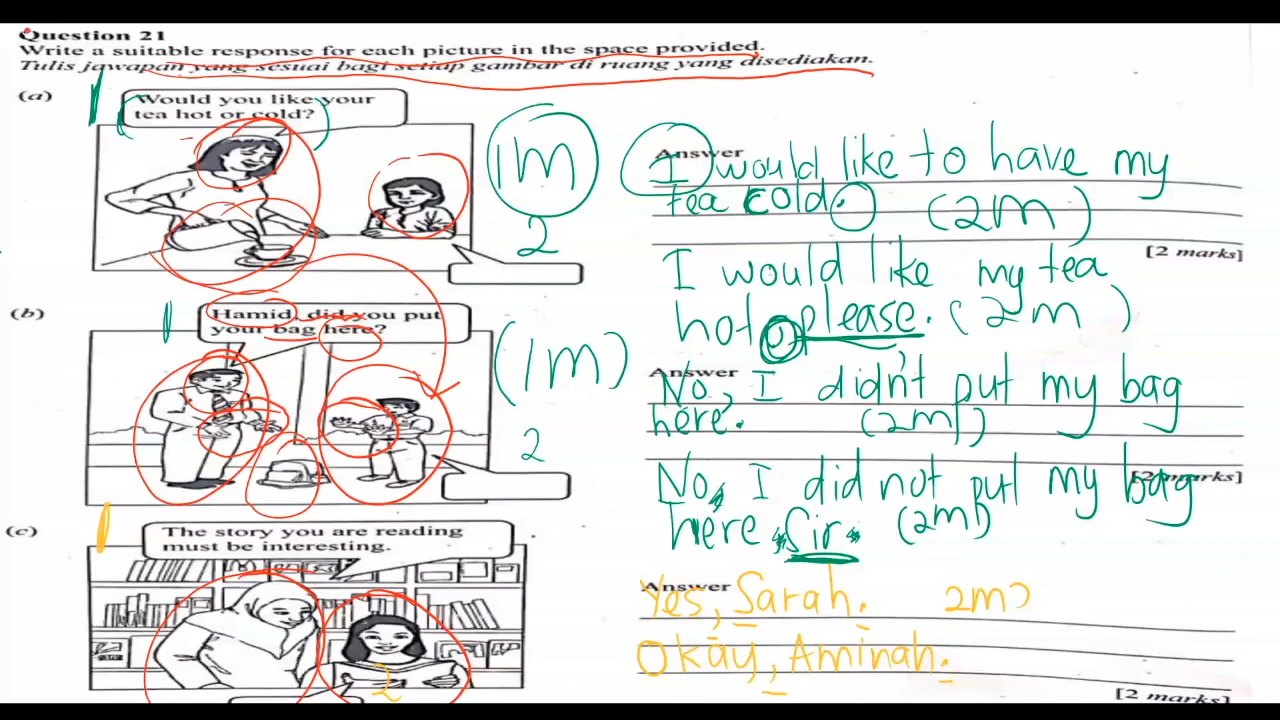 Question 21
Write a suitable response for each picture in the space provided.
Tulis jawapan yang sesuai bagi setiap gambar di ruang yang disediakan.
(a)
Would you like your
tea hot or cold?
1m
2
Answer
I would like to have my
tea cold. (2m)
[2 marks]
I would like my tea
hot, please. (2m)
(b)
Hamid, did you put
your bag here?
(1m)
2
Answer
No, I didn't put my bag
here. (2m)
[2 marks]
No, I did not put my bag
here, Sir. (2m)
(c)
The story you are reading
must be interesting.
2
Answer
Yes, Sarah. 2m)
Okay, Aminah.
[2 marks]